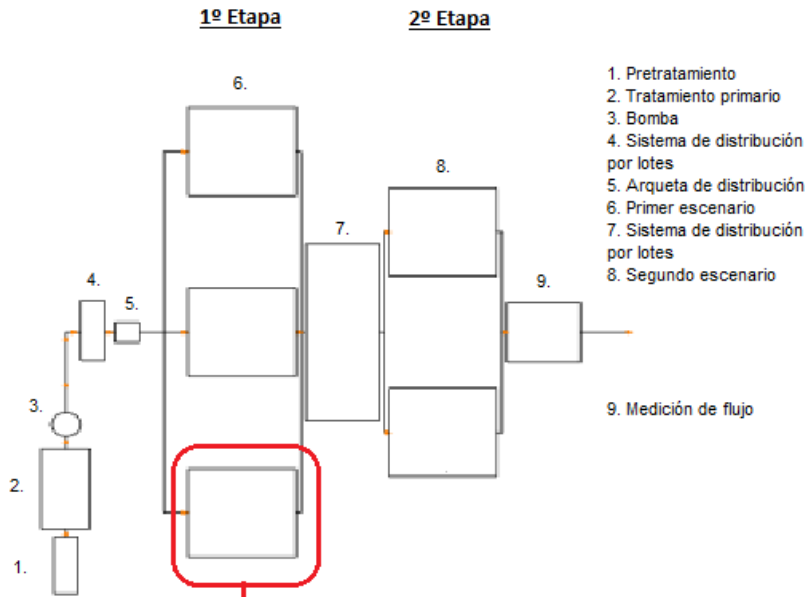 1º Etapa
2º Etapa
6.
8.
7.
4.
5.
9.
3.
2.
1.
1. Pretratamiento
2. Tratamiento primario
3. Bomba
4. Sistema de distribución
por lotes
5. Arqueta de distribución
6. Primer escenario
7. Sistema de distribución
por lotes
8. Segundo escenario
9. Medición de flujo